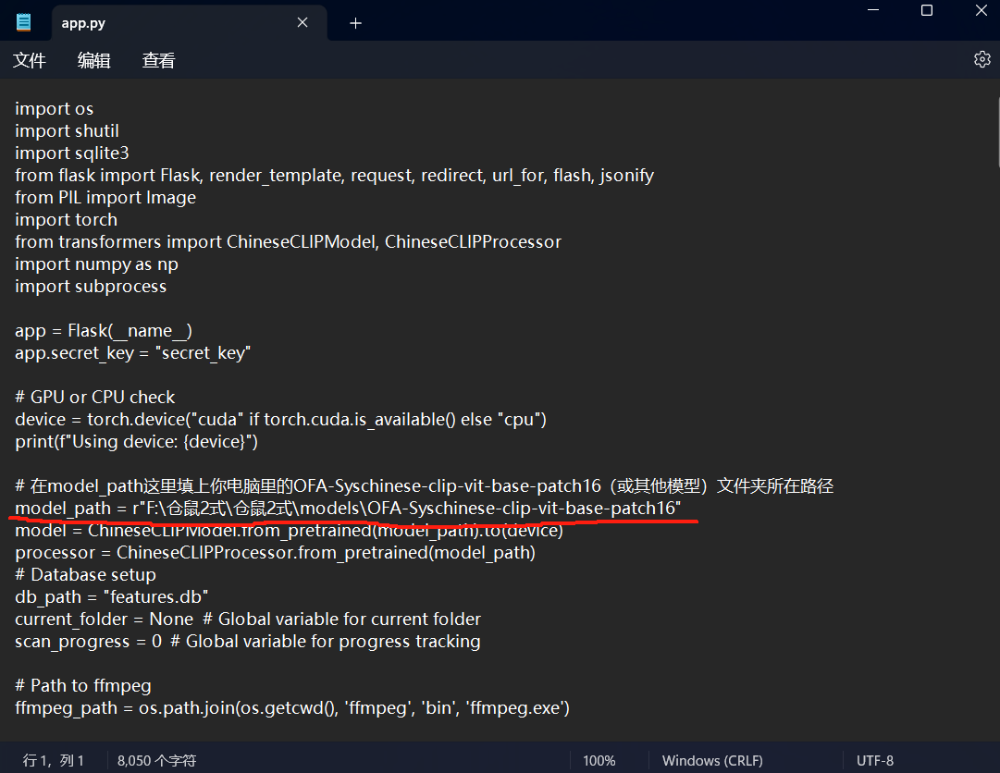 app.py
文件 编辑 查看
import os
import shutil
import sqlite3
from flask import Flask, render_template, request, redirect, url_for, flash, jsonify
from PIL import Image
import torch
from transformers import ChineseCLIPModel, ChineseCLIPProcessor
import numpy as np
import subprocess
app = Flask(__name__)
app.secret_key = "secret_key"
# GPU or CPU check
device = torch.device("cuda" if torch.cuda.is_available() else "cpu")
print(f"Using device: {device}")
# 在model_path这里填上你电脑里的OFA-Syschinese-clip-vit-base-patch16（或其他模型）文件夹所在路径
model_path = r"F:\仓鼠2式\仓鼠2式\models\OFA-Syschinese-clip-vit-base-patch16"
model = ChineseCLIPModel.from_pretrained(model_path).to(device)
processor = ChineseCLIPProcessor.from_pretrained(model_path)
# Database setup
db_path = "features.db"
current_folder = None  # Global variable for current folder
scan_progress = 0  # Global variable for progress tracking
# Path to ffmpeg
ffmpeg_path = os.path.join(os.getcwd(), 'ffmpeg', 'bin', 'ffmpeg.exe')
行 1，列 1 8,050 个字符 100% Windows (CRLF) UTF-8